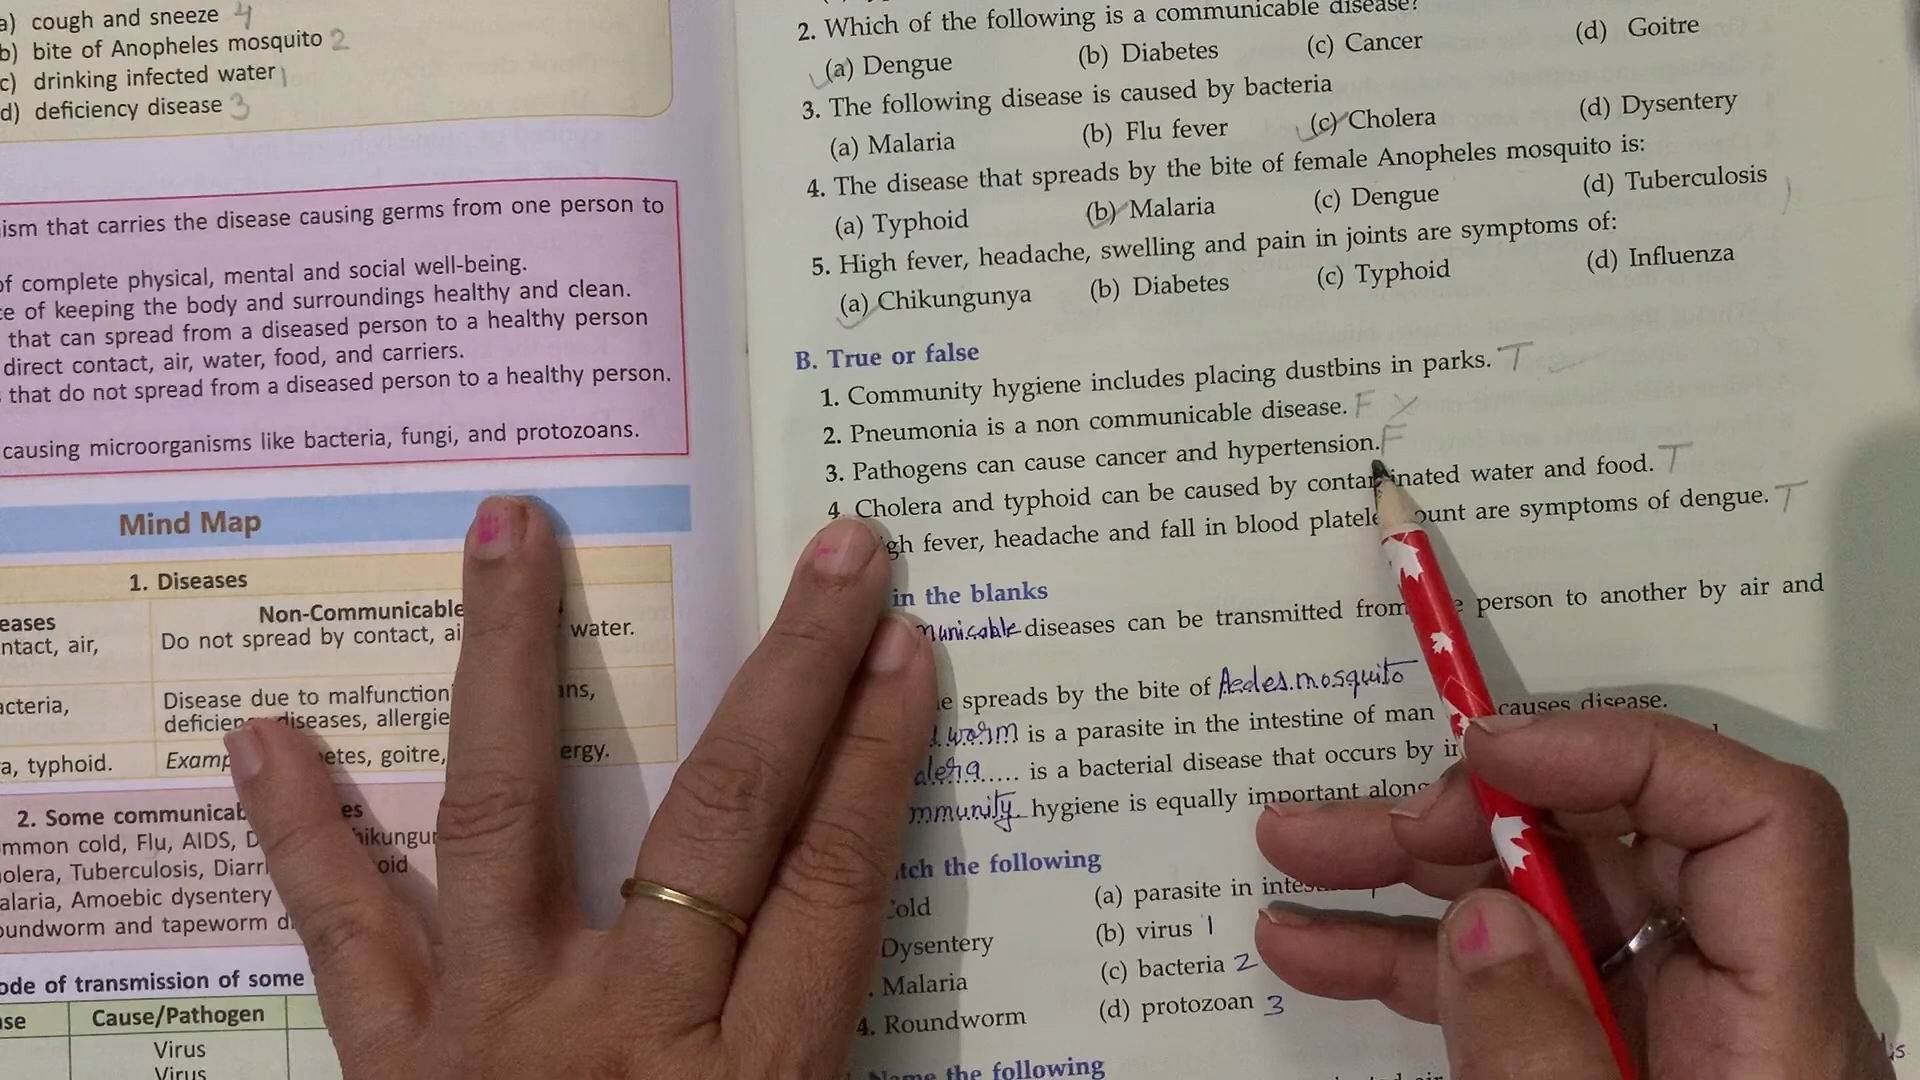 a) cough and sneeze 4
b) bite of Anopheles mosquito 2
c) drinking infected water 1
d) deficiency disease 3
ism that carries the disease causing germs from one person to
of complete physical, mental and social well-being.
ce of keeping the body and surroundings healthy and clean.
that can spread from a diseased person to a healthy person
direct contact, air, water, food, and carriers.
that do not spread from a diseased person to a healthy person.
causing microorganisms like bacteria, fungi, and protozoans.
Mind Map
1. Diseases
eases
ntact, air,
Non-Communicable
Do not spread by contact, ai water.
acteria,
Disease due to malfunction ans,
deficiency diseases, allergie
a, typhoid.
Examp etes, goitre, ergy.
2. Some communicab es
mmon cold, Flu, AIDS, D hikungu
olera, Tuberculosis, Diarr oid
alaria, Amoebic dysentery
oundworm and tapeworm d
ode of transmission of some
se
Cause/Pathogen
Virus
Virus
2. Which of the following is a communicable disease?
(a) Dengue (b) Diabetes (c) Cancer (d) Goitre
3. The following disease is caused by bacteria
(a) Malaria (b) Flu fever (c) Cholera (d) Dysentery
4. The disease that spreads by the bite of female Anopheles mosquito is:
(a) Typhoid (b) Malaria (c) Dengue (d) Tuberculosis
5. High fever, headache, swelling and pain in joints are symptoms of:
(a) Chikungunya (b) Diabetes (c) Typhoid (d) Influenza
B. True or false
1. Community hygiene includes placing dustbins in parks. T
2. Pneumonia is a non communicable disease. F
3. Pathogens can cause cancer and hypertension. F
4. Cholera and typhoid can be caused by contaminated water and food. T
gh fever, headache and fall in blood platele ount are symptoms of dengue. T
in the blanks
municable diseases can be transmitted from person to another by air and
e spreads by the bite of Aedes mosquito
worm is a parasite in the intestine of man causes disease.
alera..... is a bacterial disease that occurs by i
mmunity hygiene is equally important along
tch the following
Cold (a) parasite in intes
Dysentery (b) virus 1
. Malaria (c) bacteria 2
4. Roundworm (d) protozoan 3
Name the following